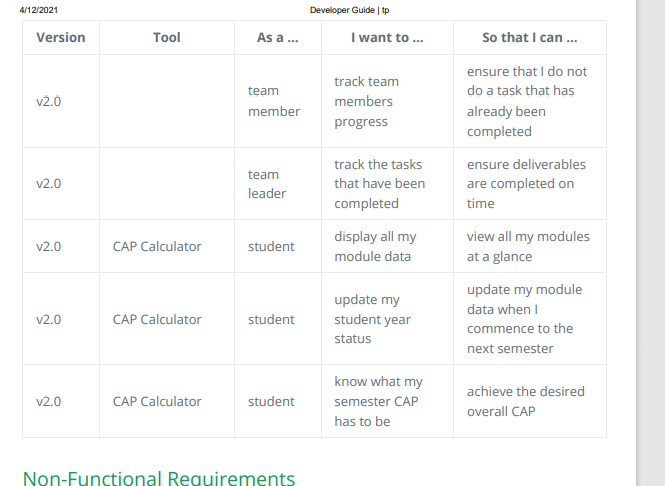 4/12/2021 Developer Guide | tp
Version Tool As a ... I want to ... So that I can ...
v2.0
team
member
track team
members
progress
ensure that I do not
do a task that has
already been
completed
v2.0
team
leader
track the tasks
that have been
completed
ensure deliverables
are completed on
time
v2.0
CAP Calculator
student
display all my
module data
view all my modules
at a glance
v2.0
CAP Calculator
student
update my
student year
status
update my module
data when I
commence to the
next semester
v2.0
CAP Calculator
student
know what my
semester CAP
has to be
achieve the desired
overall CAP
Non-Functional Requirements